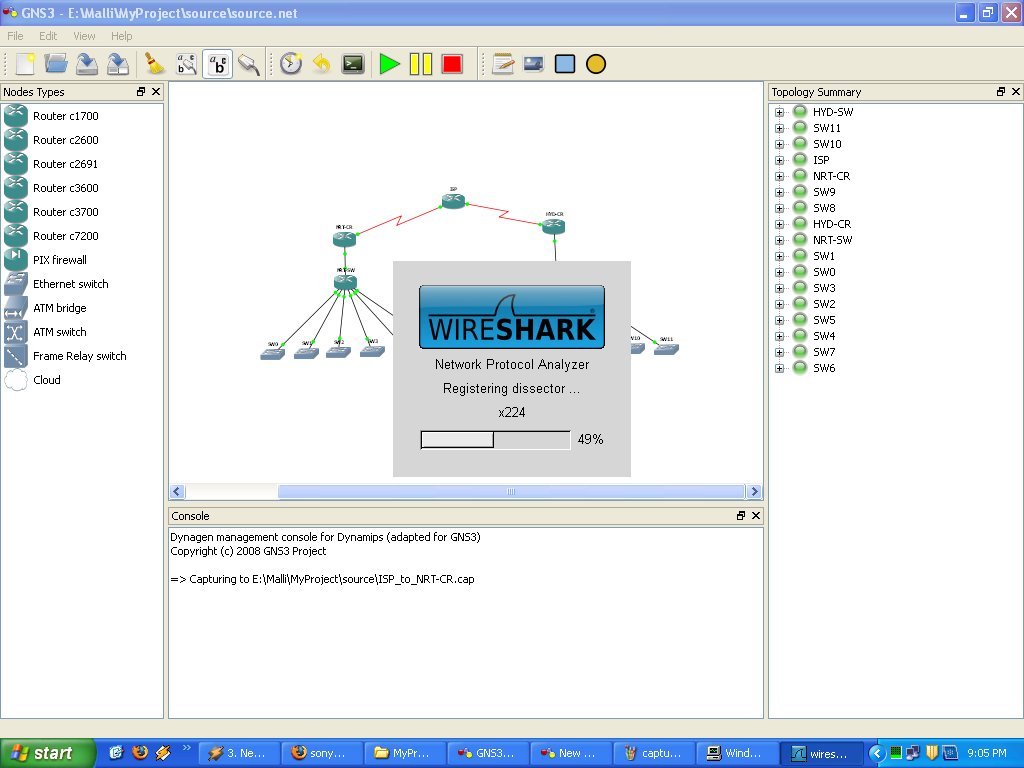 GNS3 - E:\Malli\MyProject\source\source.net
File Edit View Help
Nodes Types
Router c1700
Router c2600
Router c2691
Router c3600
Router c3700
Router c7200
PIX firewall
Ethernet switch
ATM bridge
ATM switch
Frame Relay switch
Cloud
ISP
HYD-CR
NRT-CR
NRT-SW
SW0
SW2
SW3
SW11
WIRESHARK
Network Protocol Analyzer
Registering dissector ...
x224
49%
Topology Summary
HYD-SW
SW11
SW10
ISP
NRT-CR
SW9
SW8
HYD-CR
NRT-SW
SW1
SW0
SW3
SW2
SW5
SW4
SW7
SW6
Console
Dynagen management console for Dynamips (adapted for GNS3)
Copyright (c) 2008 GNS3 Project
=> Capturing to E:\Malli\MyProject\source\ISP_to_NRT-CR.cap
start
3. Ne...
sony...
MyPr...
GNS3...
New ...
captu...
Wind...
wires...
9:05 PM